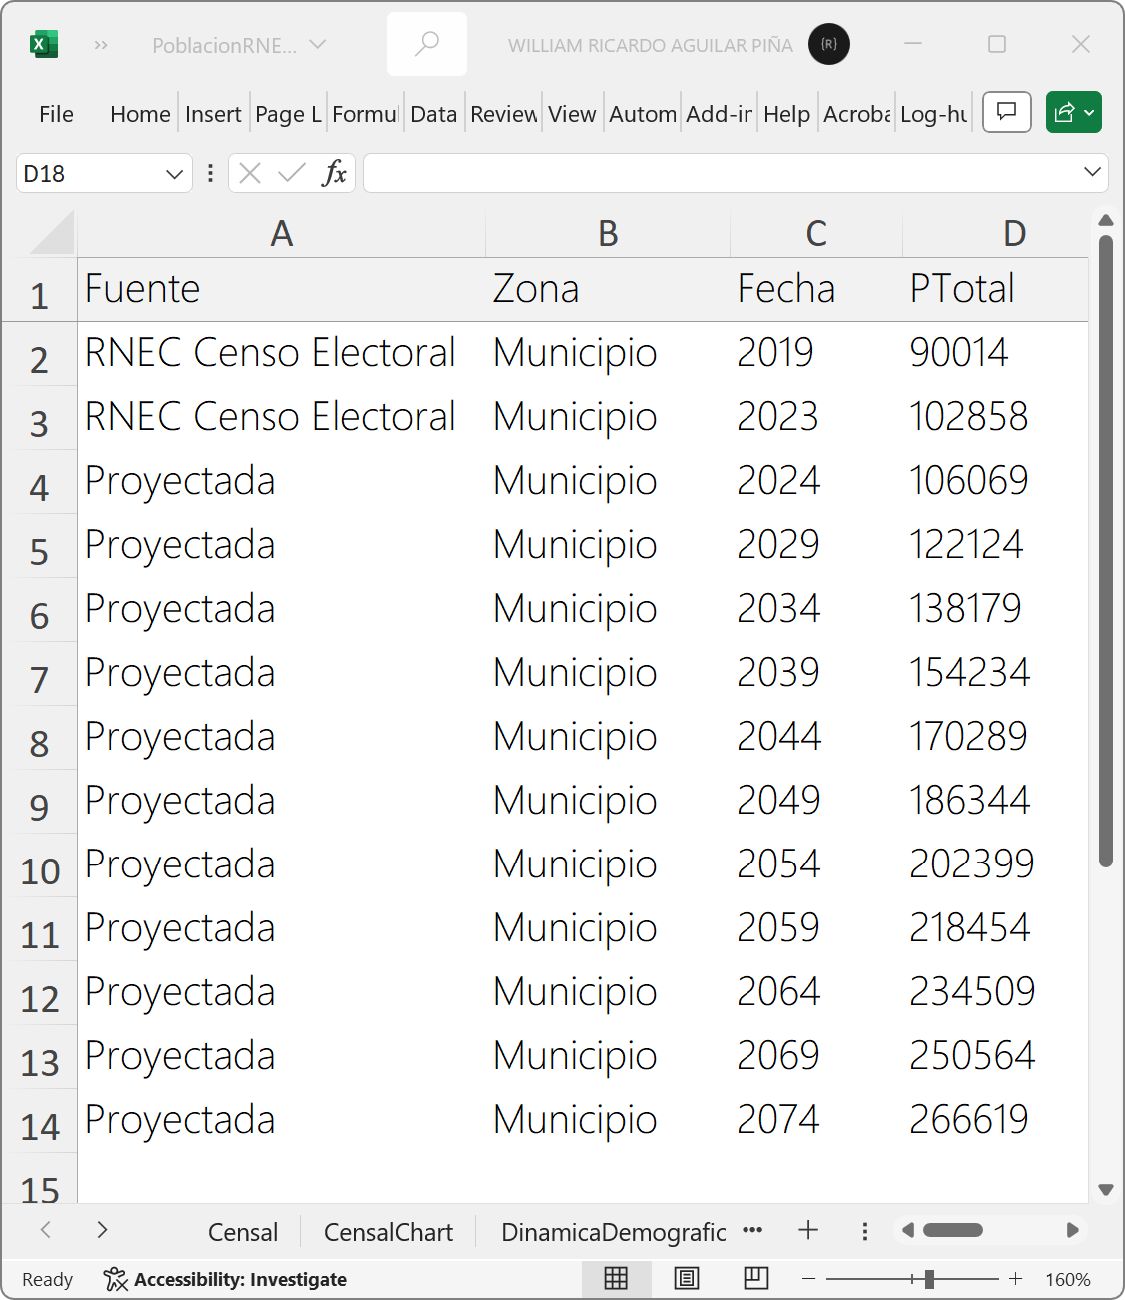 PoblacionRNE...
WILLIAM RICARDO AGUILAR PIÑA {R}
File Home Insert Page L Formu Data Review View Autom Add-ir Help Acroba Log-hu
D18 fx
A B C D
1 Fuente Zona Fecha PTotal
2 RNEC Censo Electoral Municipio 2019 90014
3 RNEC Censo Electoral Municipio 2023 102858
4 Proyectada Municipio 2024 106069
5 Proyectada Municipio 2029 122124
6 Proyectada Municipio 2034 138179
7 Proyectada Municipio 2039 154234
8 Proyectada Municipio 2044 170289
9 Proyectada Municipio 2049 186344
10 Proyectada Municipio 2054 202399
11 Proyectada Municipio 2059 218454
12 Proyectada Municipio 2064 234509
13 Proyectada Municipio 2069 250564
14 Proyectada Municipio 2074 266619
15
Censal CensalChart DinamicaDemografic ...
Ready Accessibility: Investigate 160%